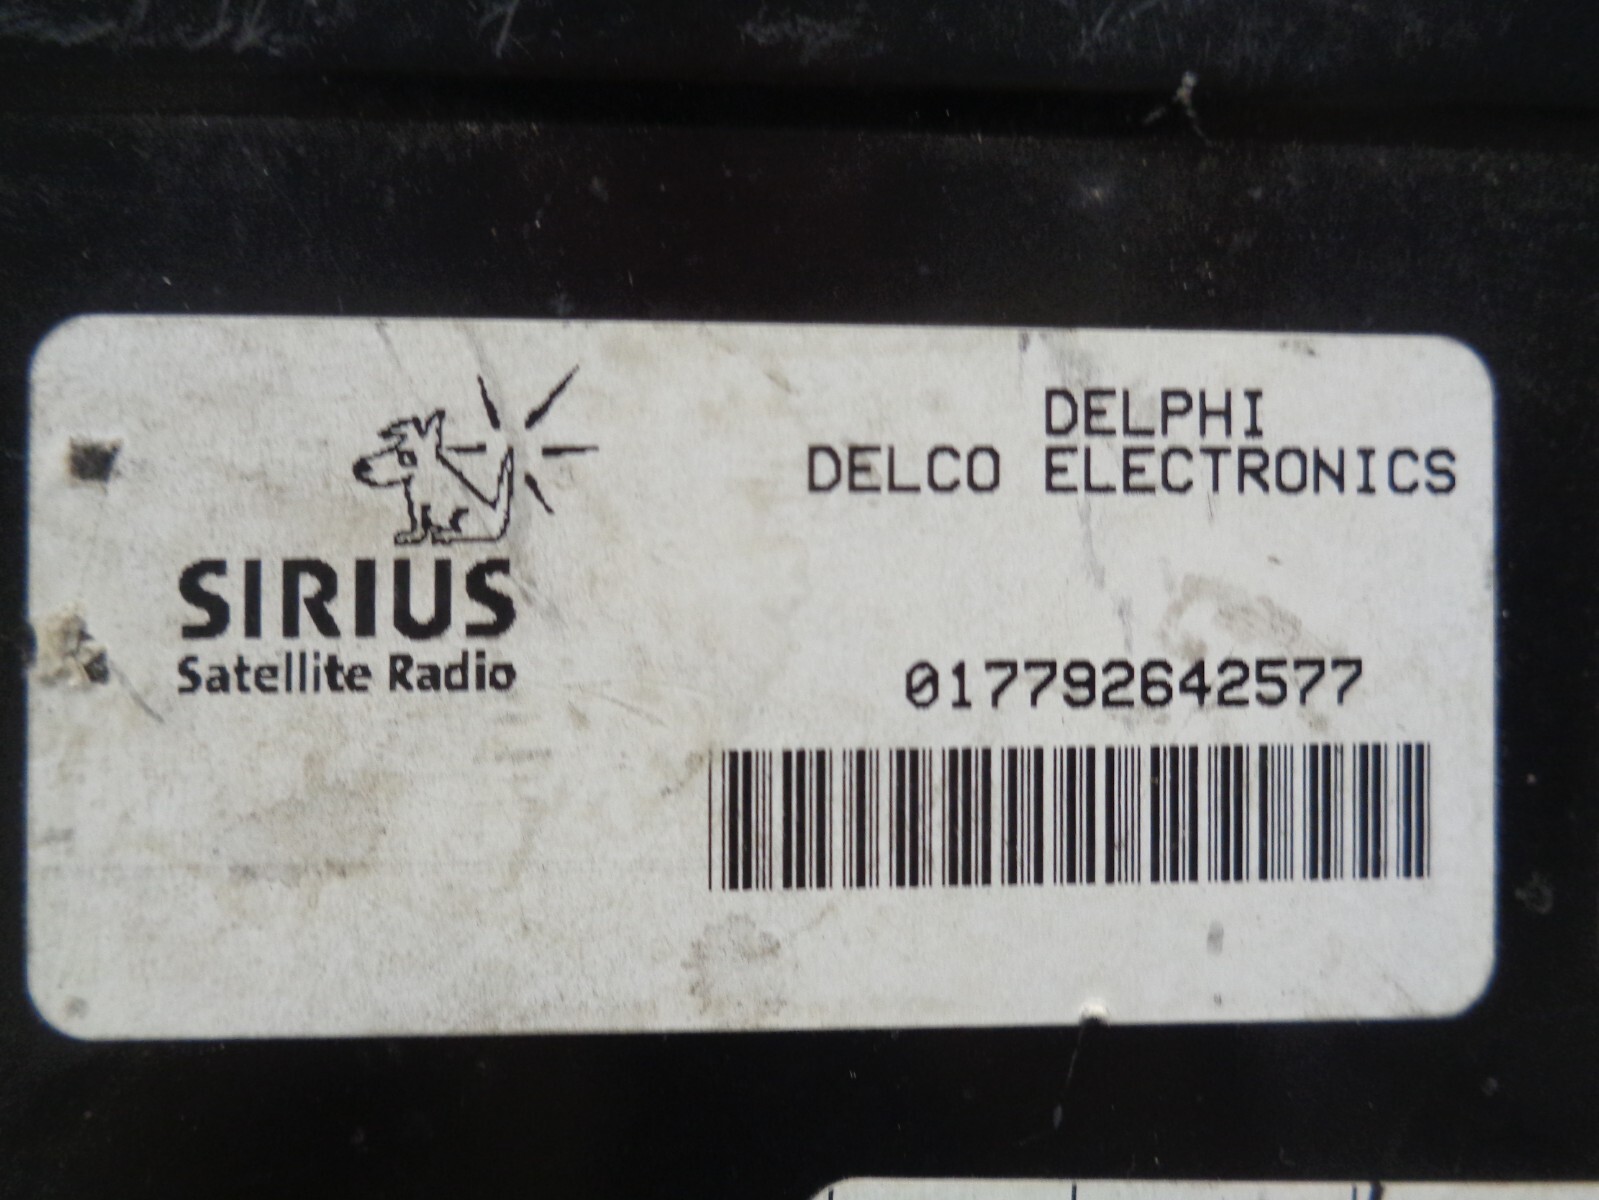 SIRIUS
Satellite Radio
DELPHI
DELCO ELECTRONICS
017792642577